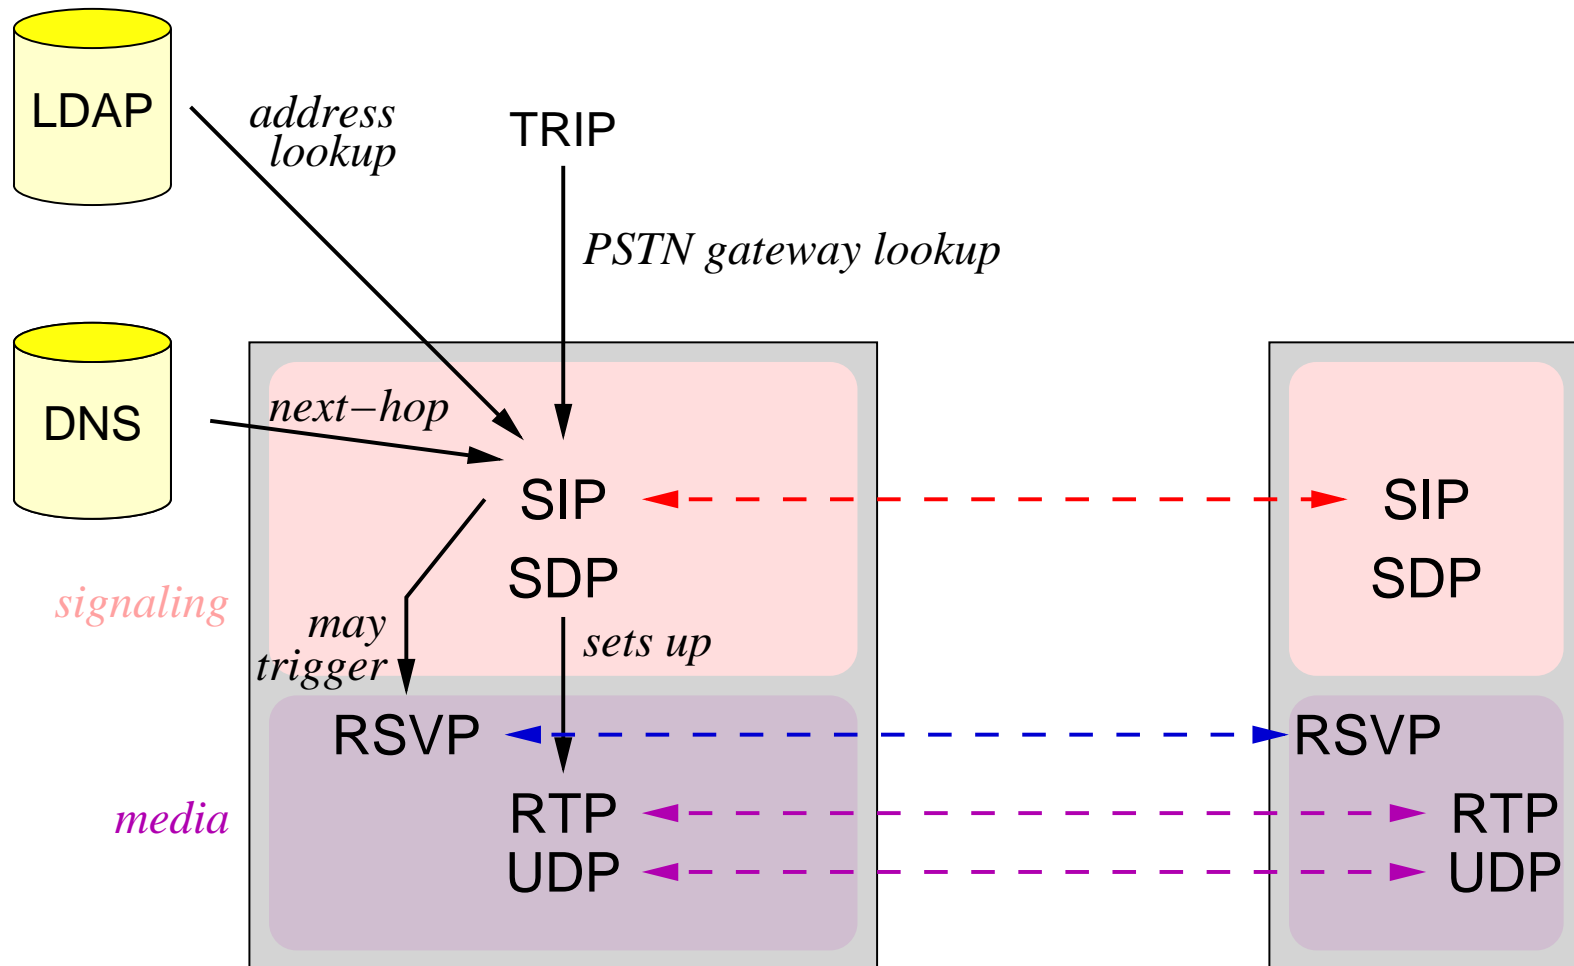 LDAP
address
lookup
TRIP
PSTN gateway lookup
DNS
next−hop
SIP
SIP
SDP
SDP
signaling
may
trigger
sets up
RSVP
RSVP
media
RTP
RTP
UDP
UDP